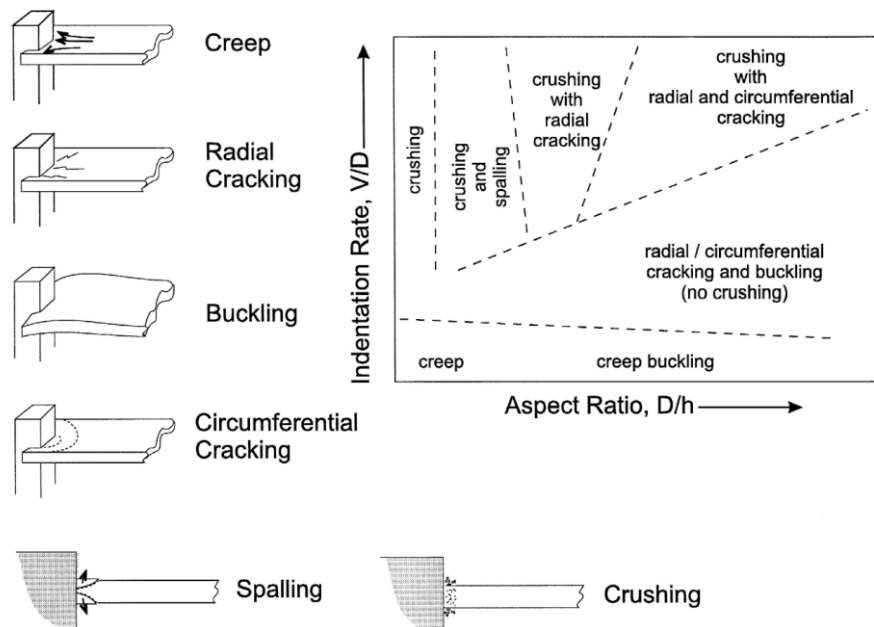 Creep
Radial
Cracking
Buckling
Circumferential
Cracking
Spalling
Crushing
Indentation Rate, V/D
crushing
crushing
and
spalling
crushing
with
radial
cracking
crushing
with
radial and circumferential
cracking
radial / circumferential
cracking and buckling
(no crushing)
creep
creep buckling
Aspect Ratio, D/h